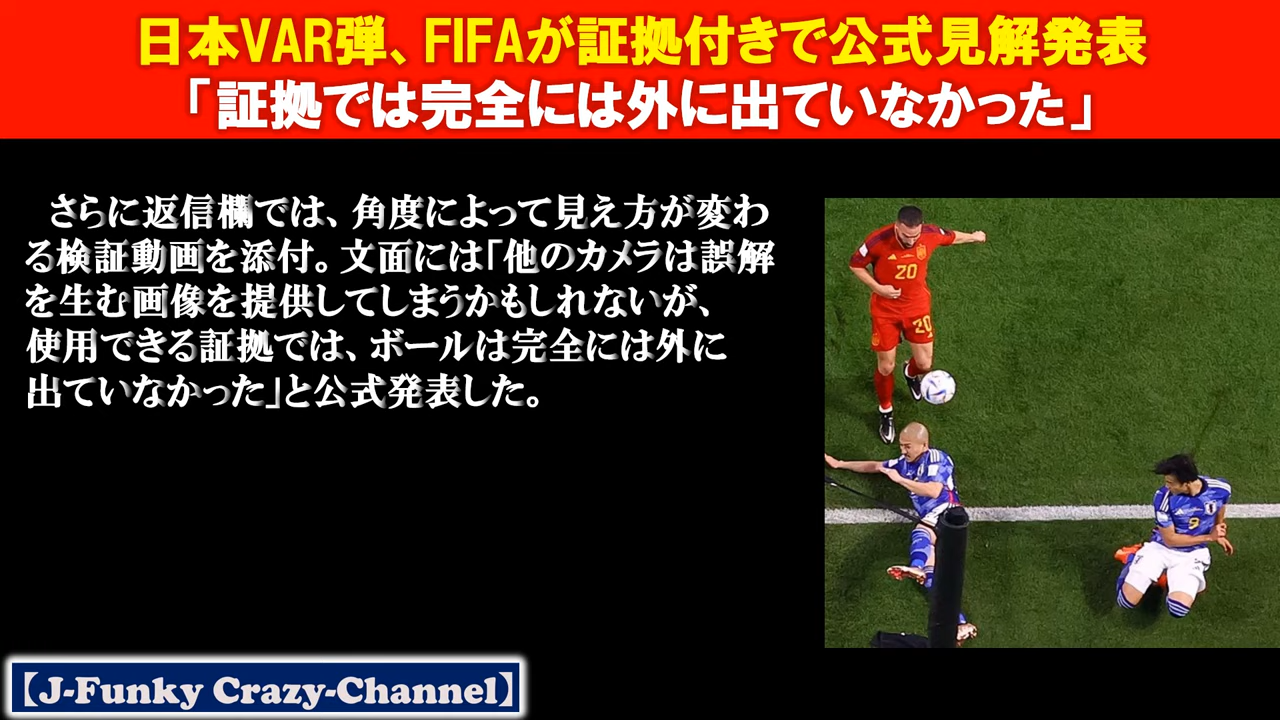 日本VAR弾、FIFAが証拠付きで公式見解発表
「証拠では完全には外に出ていなかった」
さらに返信欄では、角度によって見え方が変わ
る検証動画を添付。文面には「他のカメラは誤解
を生む画像を提供してしまうかもしれないが、
使用できる証拠では、ボールは完全には外に
出ていなかった」と公式発表した。
20
20
9
【J-Funky Crazy-Channel】